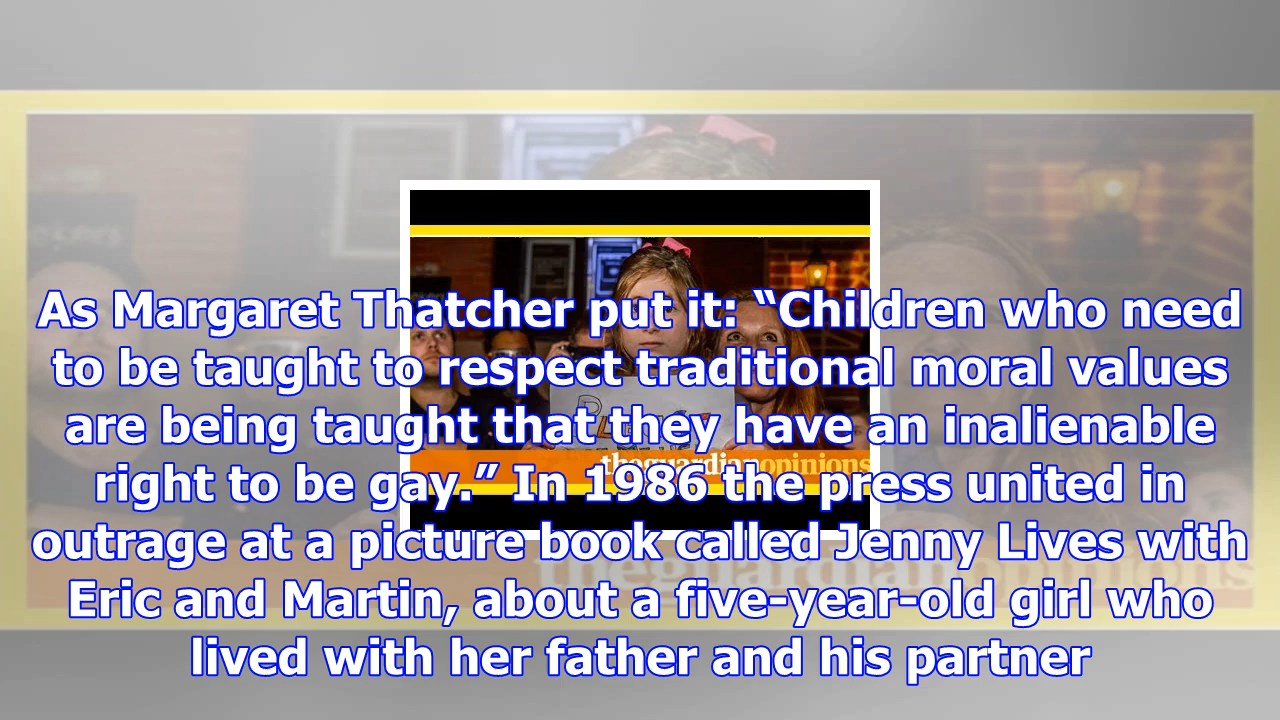 As Margaret Thatcher put it: “Children who need
to be taught to respect traditional moral values
are being taught that they have an inalienable
right to be gay.” In 1986 the press united in
outrage at a picture book called Jenny Lives with
Eric and Martin, about a five-year-old girl who
lived with her father and his partner
theguardianopinions
theguardianopinions